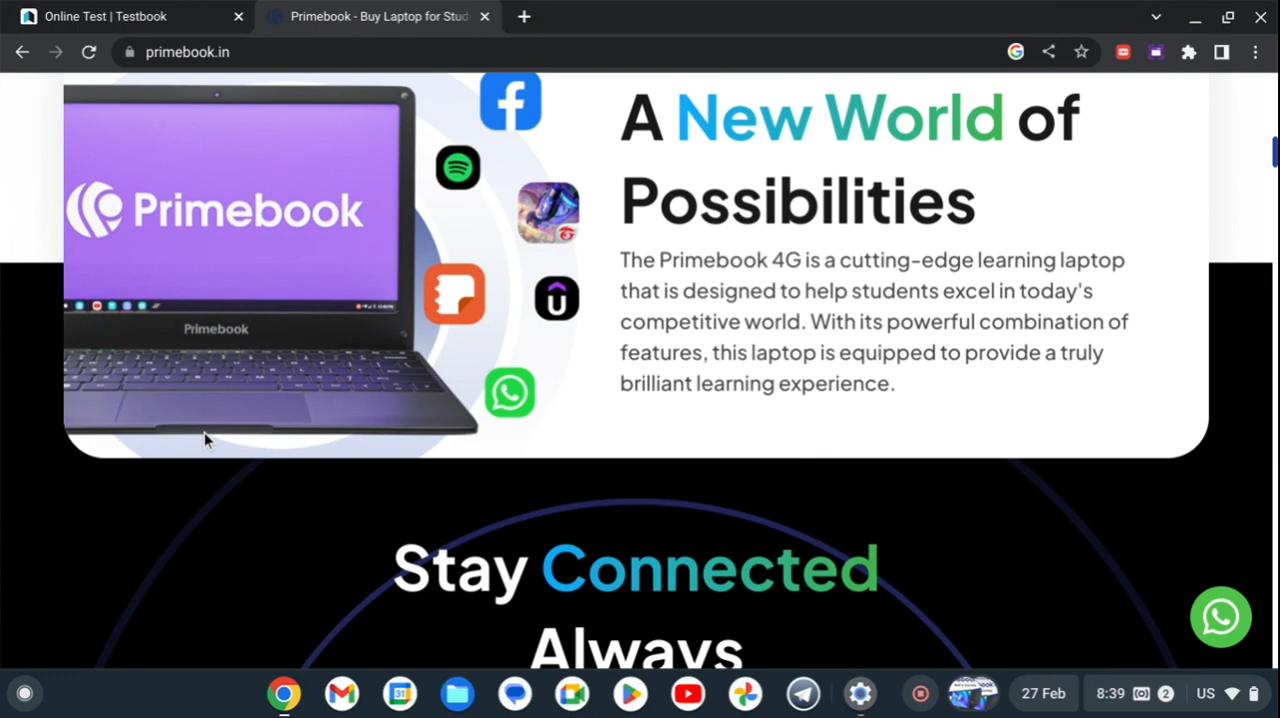 Online Test | Testbook
Primebook - Buy Laptop for Stud
primebook.in
A New World of
Possibilities
Primebook
The Primebook 4G is a cutting-edge learning laptop
that is designed to help students excel in today's
competitive world. With its powerful combination of
features, this laptop is equipped to provide a truly
brilliant learning experience.
Primebook
Stay Connected
Always
27 Feb
8:39
2
US